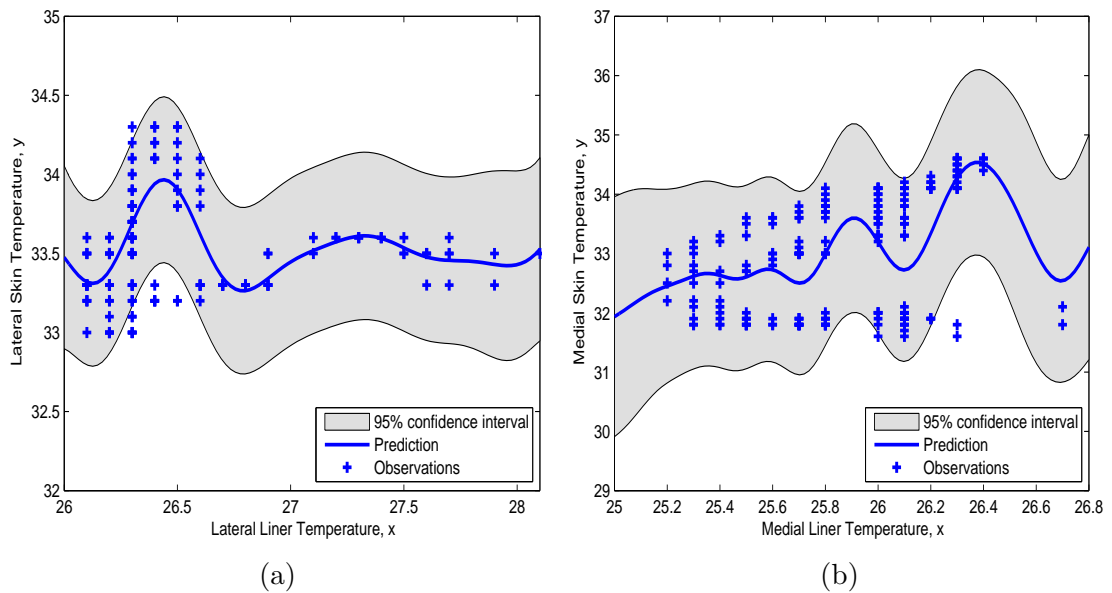 35
34.5
34
33.5
33
32.5
32
Lateral Skin Temperature, y
26
26.5
27
27.5
28
Lateral Liner Temperature, x
95% confidence interval
Prediction
Observations
(a)
37
36
35
34
33
32
31
30
29
Medial Skin Temperature, y
25
25.2
25.4
25.6
25.8
26
26.2
26.4
26.6
26.8
Medial Liner Temperature, x
95% confidence interval
Prediction
Observations
(b)